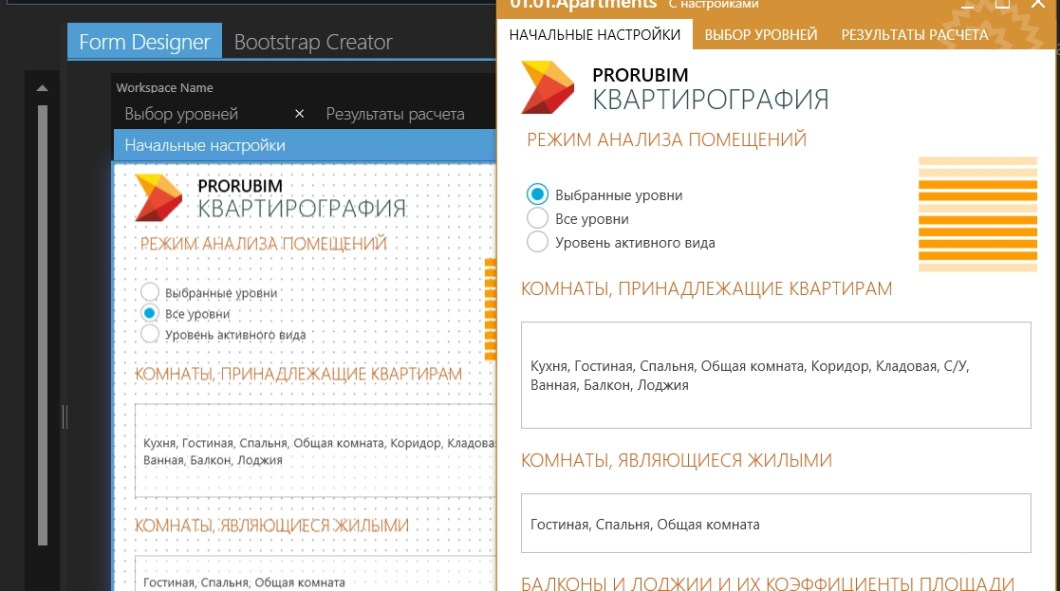 Form Designer
Bootstrap Creator
Workspace Name
Выбор уровней
Результаты расчета
Начальные настройки
PRORUBIM
КВАРТИРОГРАФИЯ
РЕЖИМ АНАЛИЗА ПОМЕЩЕНИЙ
Выбранные уровни
Все уровни
Уровень активного вида
КОМНАТЫ, ПРИНАДЛЕЖАЩИЕ КВАРТИРАМ
Кухня, Гостиная, Спальня, Общая комната, Коридор, Кладова
Ванная, Балкон, Лоджия
КОМНАТЫ, ЯВЛЯЮЩИЕСЯ ЖИЛЫМИ
Гостиная, Спальня, Общая комната
01.01.Apartments С настройками
НАЧАЛЬНЫЕ НАСТРОЙКИ
ВЫБОР УРОВНЕЙ
РЕЗУЛЬТАТЫ РАСЧЕТА
PRORUBIM
КВАРТИРОГРАФИЯ
РЕЖИМ АНАЛИЗА ПОМЕЩЕНИЙ
Выбранные уровни
Все уровни
Уровень активного вида
КОМНАТЫ, ПРИНАДЛЕЖАЩИЕ КВАРТИРАМ
Кухня, Гостиная, Спальня, Общая комната, Коридор, Кладовая, С/У,
Ванная, Балкон, Лоджия
КОМНАТЫ, ЯВЛЯЮЩИЕСЯ ЖИЛЫМИ
Гостиная, Спальня, Общая комната
БАЛКОНЫ И ЛОДЖИИ И ИХ КОЭФФИЦИЕНТЫ ПЛОЩАДИ